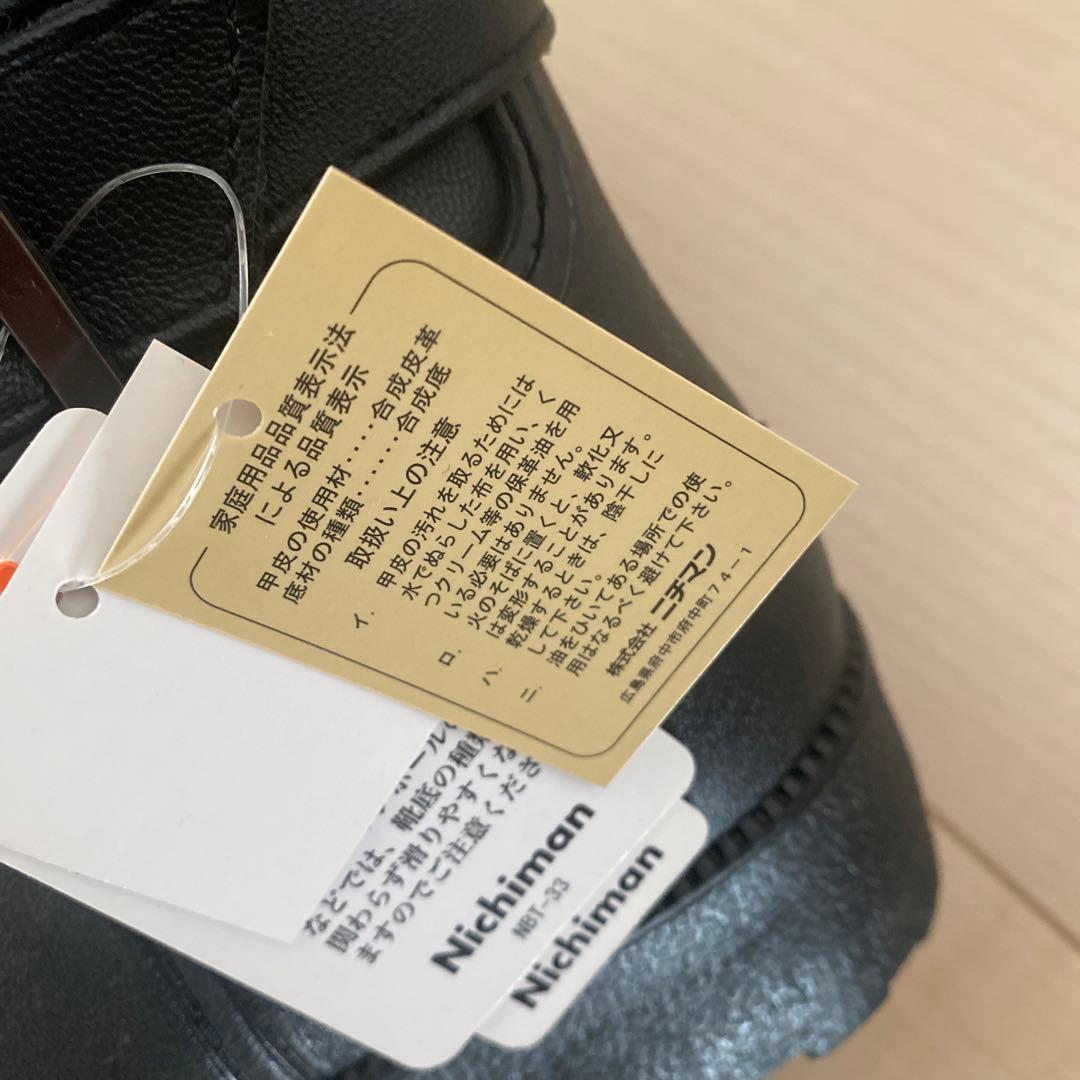 家庭用品品質表示法
による品質表示
甲皮の使用材‥‥合成皮革
底材の種類‥‥‥合成底
取扱い上の注意
イ. 甲皮の汚れを取るためには
水でぬらした布を用い、く
つクリーム等の保革油を用
いる必要はありません。
ロ. 火のそばに置くと、軟化又
は変形することがあります。
ハ. 乾燥するときは、陰干しに
して下さい。
ニ. 油をひいてある場所での使
用はなるべく避けて下さい。
株式会社 ニチマン
広島県府中市府中町74-1
などでは、靴底の種類
関わらず滑りやすくな
ますのでご注意くださ
Nichiman
NBT-33
Nichiman